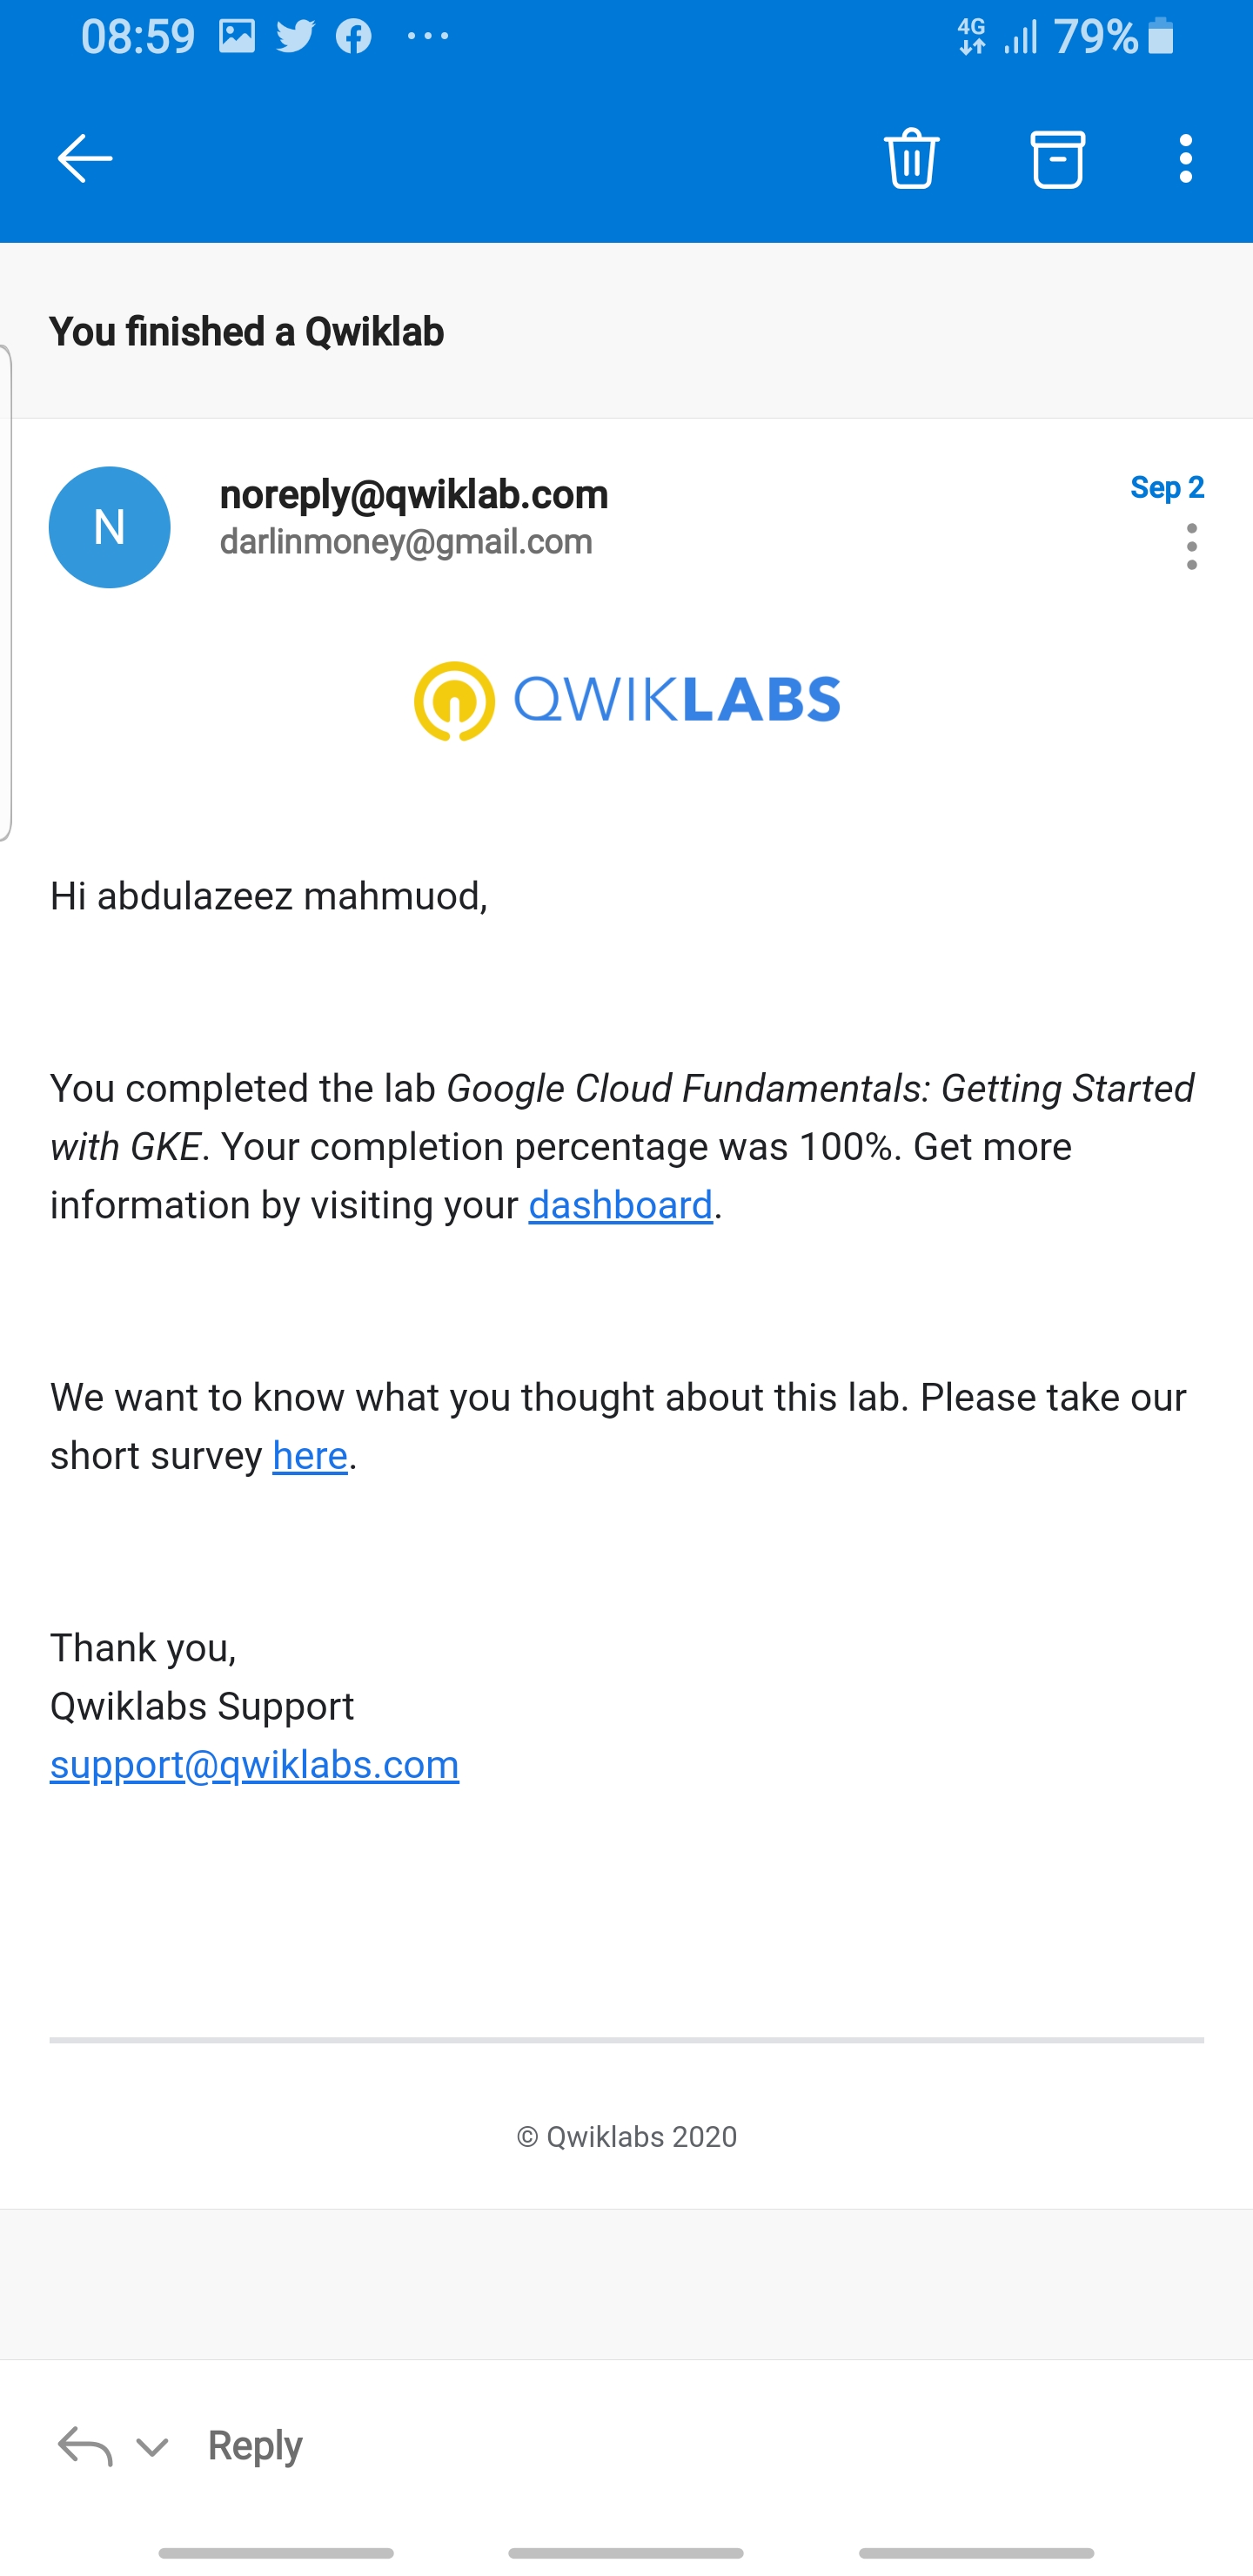 08:59
4G
79%
You finished a Qwiklab
N
noreply@qwiklab.com
Sep 2
darlinmoney@gmail.com
QWIKLABS
Hi abdulazeez mahmuod,
You completed the lab Google Cloud Fundamentals: Getting Started
with GKE. Your completion percentage was 100%. Get more
information by visiting your dashboard.
We want to know what you thought about this lab. Please take our
short survey here.
Thank you,
Qwiklabs Support
support@qwiklabs.com
© Qwiklabs 2020
Reply